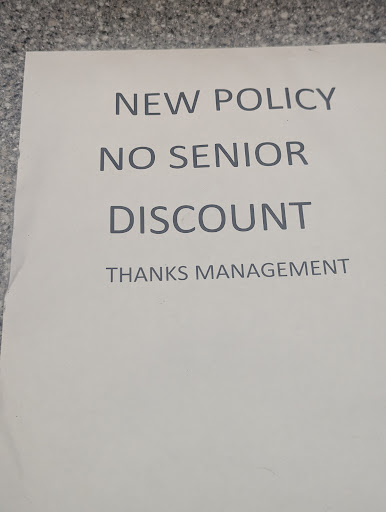 NEW POLICY
NO SENIOR
DISCOUNT
THANKS MANAGEMENT